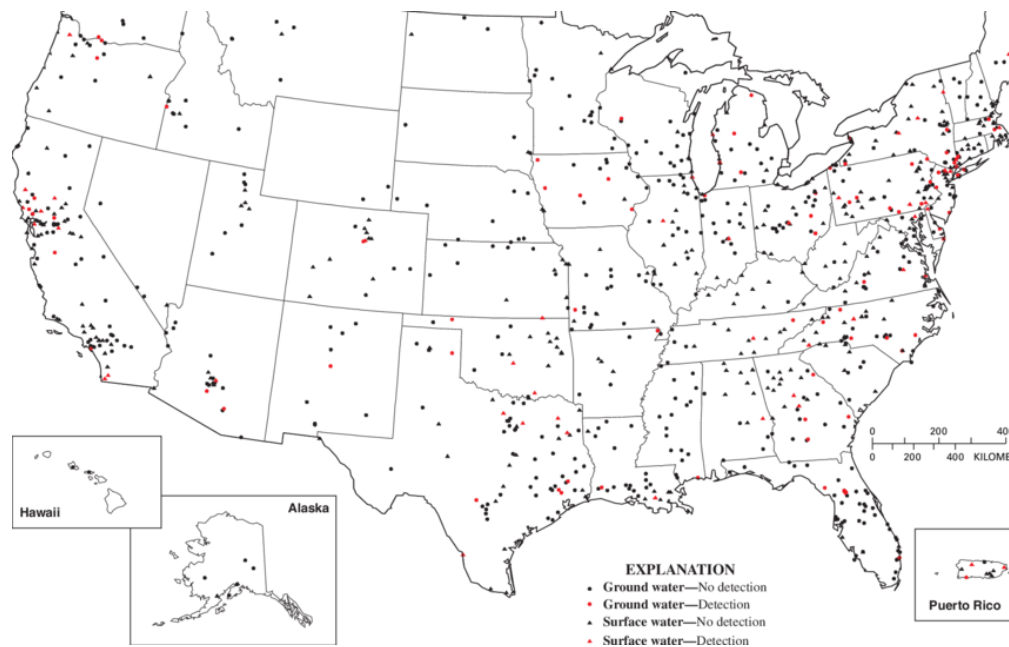 0 200 40
KILOME
0 200 400
Hawaii
Alaska
EXPLANATION
Ground water—No detection
Ground water—Detection
Surface water—No detection
Surface water—Detection
Puerto Rico